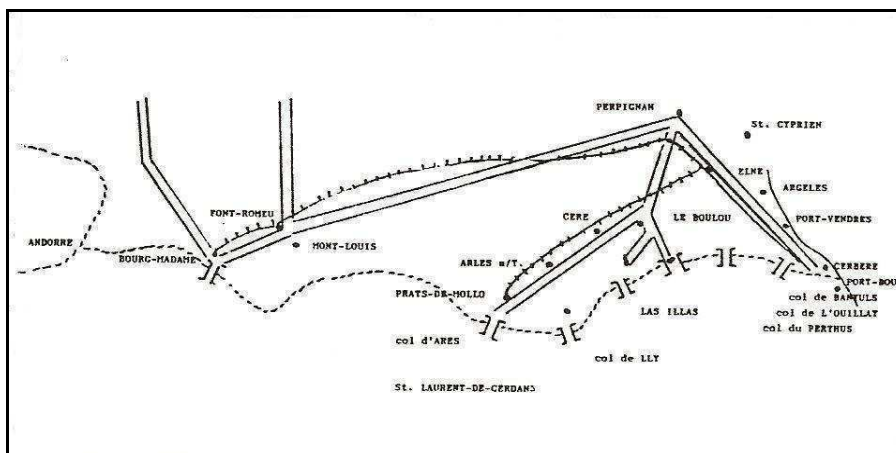 PERPIGNAN
St. CYPRIEN
ELNE
ARGELES
FONT-ROMEU
CERE
LE BOULOU
PORT-VENDRES
ANDORRE
MONT-LOUIS
BOURG-MADAME
ARLES s/T.
CERBERE
PORT-BOU
PRATS-DE-MOLLO
col de BANYULS
LAS ILLAS
col de L'OUILLAT
col du PERTHUS
col d'ARES
col de LLY
St. LAURENT-DE-CERDANS